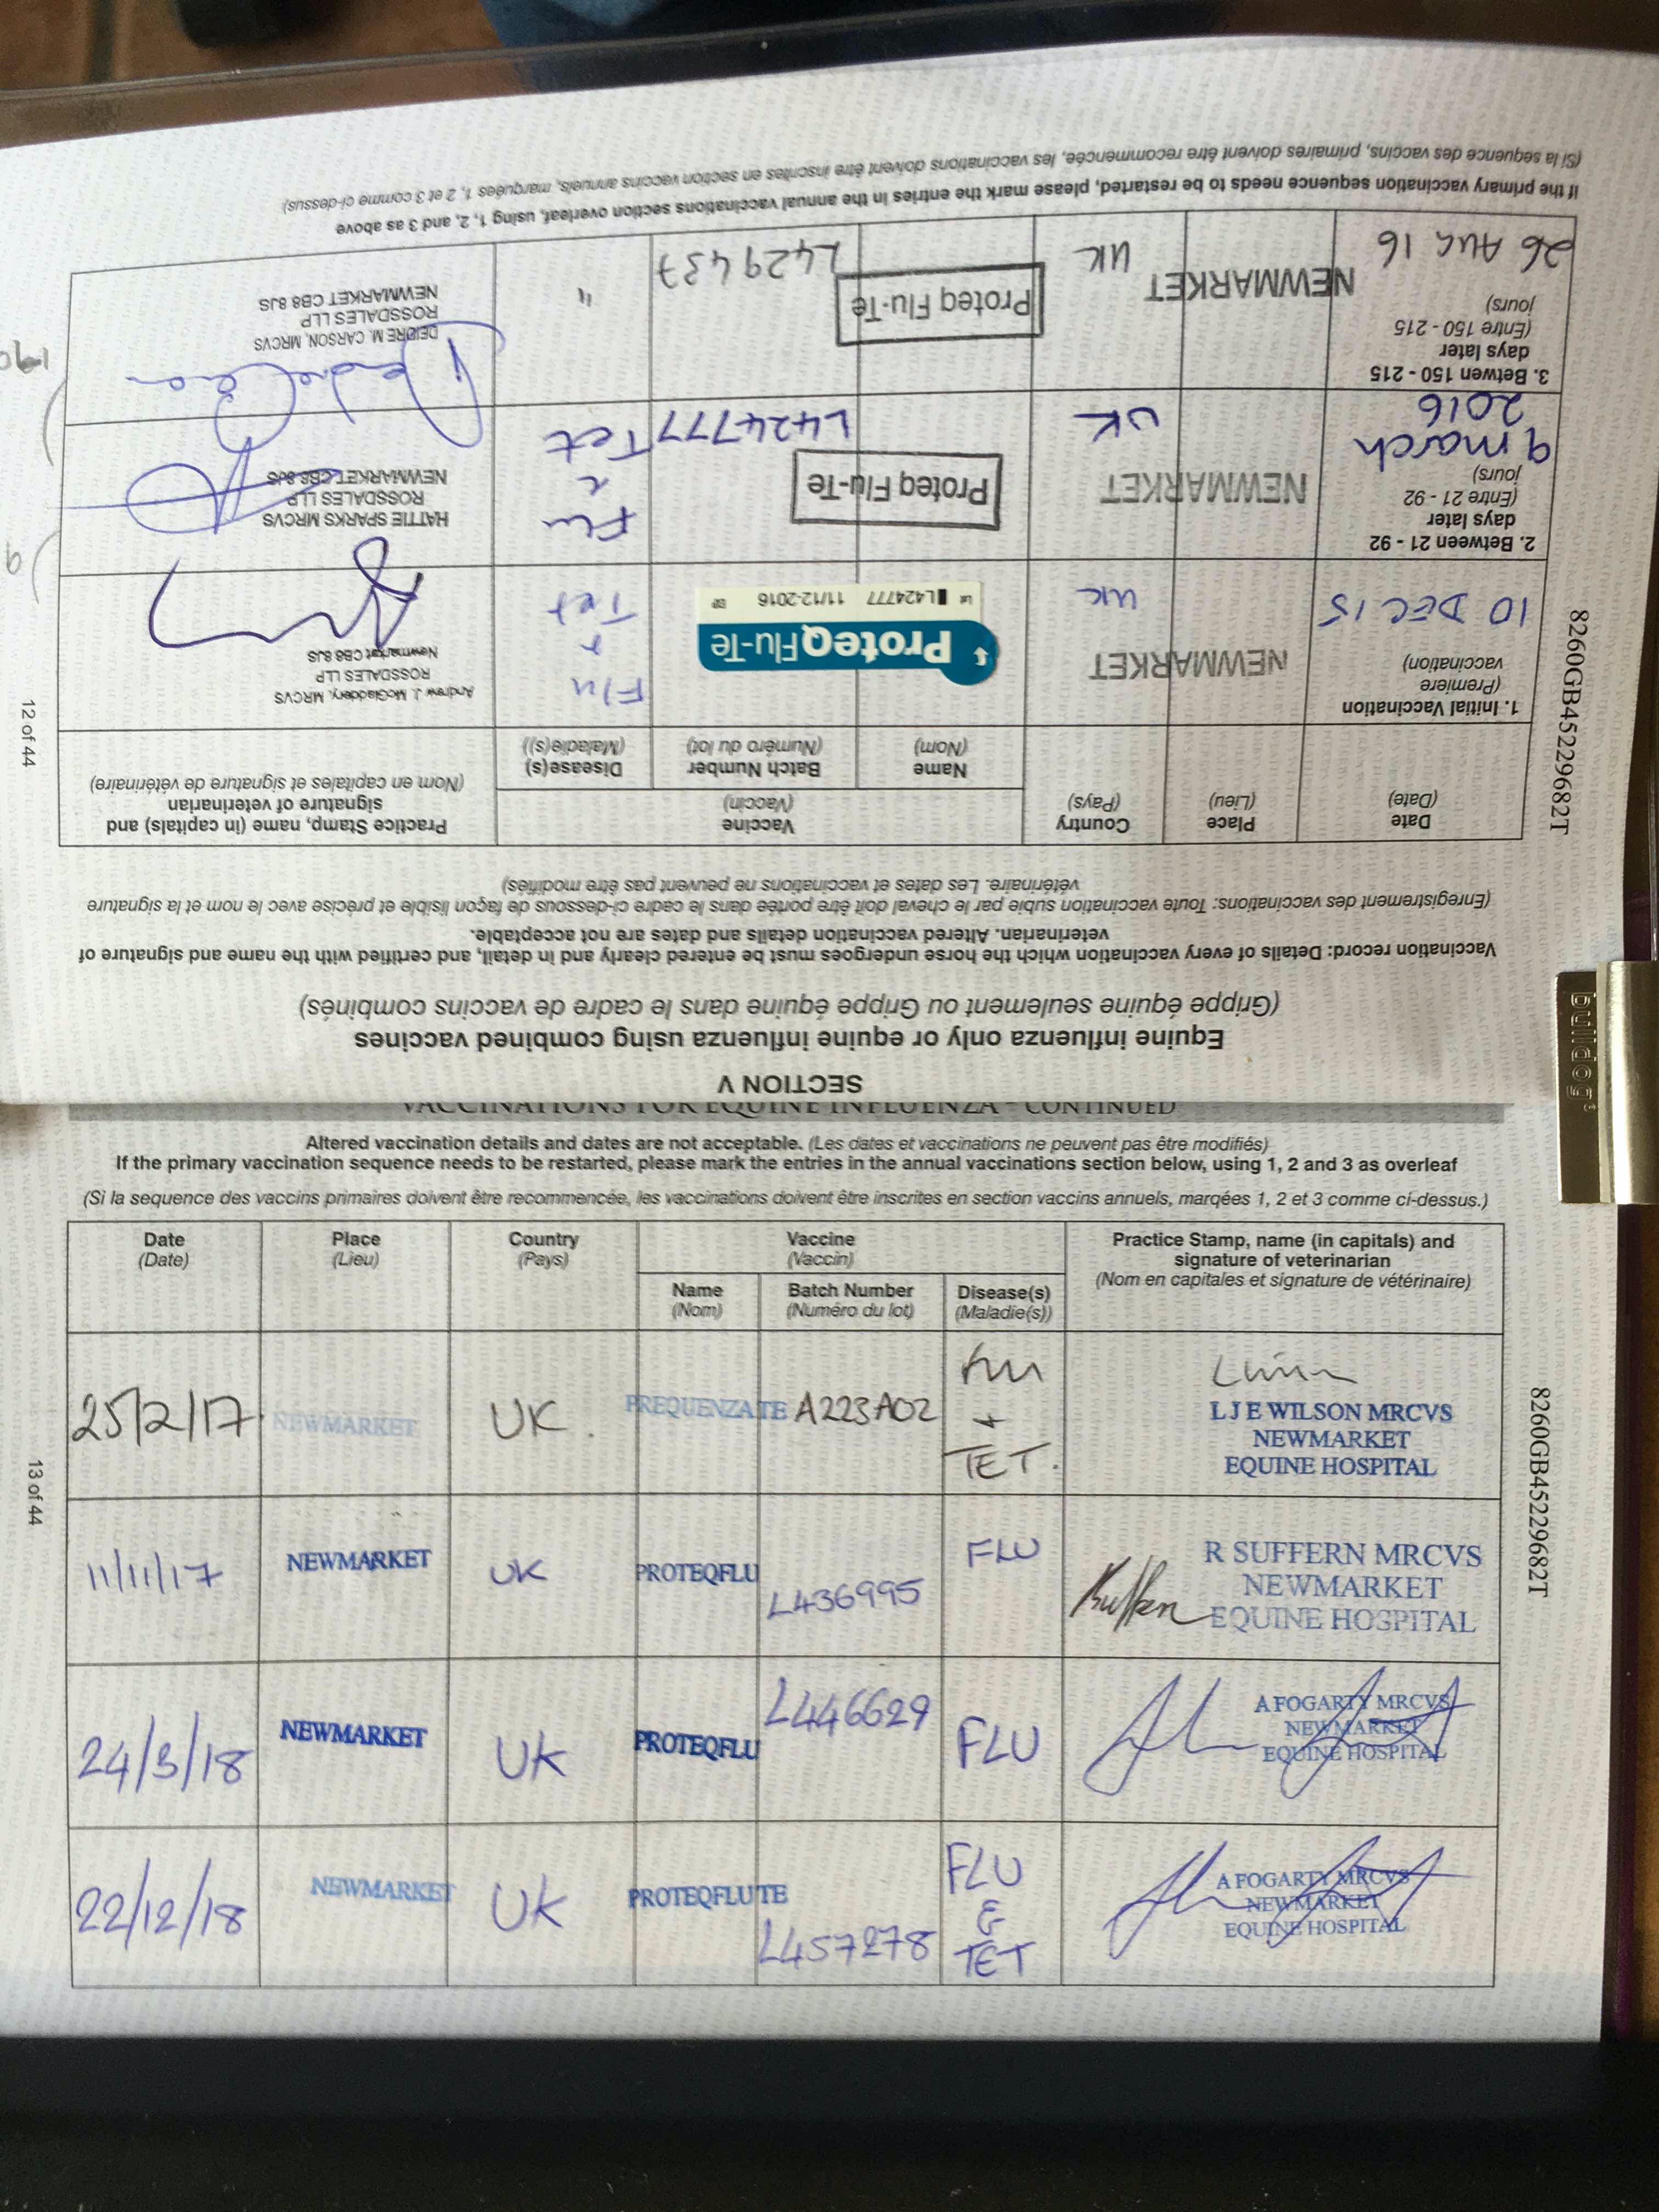 SECTION V
Equine influenza only or equine influenza using combined vaccines
(Grippe équine seulement ou Grippe équine dans le cadre de vaccins combinés)
Vaccination record: Details of every vaccination which the horse undergoes must be entered clearly and in detail, and certified with the name and signature of
veterinarian. Altered vaccination details and dates are not acceptable.
(Enregistrement des vaccinations: Toute vaccination subie par le cheval doit être portée dans le cadre ci-dessous de façon lisible et précise avec le nom et la signature
vétérinaire. Les dates et vaccinations ne peuvent pas être modifiés)
Date
(Date)
Place
(Lieu)
Country
(Pays)
Vaccine
(Vaccin)
Name
(Nom)
Batch Number
(Numéro du lot)
Disease(s)
(Maladie(s))
Practice Stamp, name (in capitals) and
signature of veterinarian
(Nom en capitales et signature de vétérinaire)
1. Initial Vaccination
(Premiere
vaccination)
10 DEC 15
NEWMARKET
UK
ProteqFlu-Te
Lot L424777 11/12-2016
Flu
+
Tet
Andrew J. McGladdery, MRCVS
ROSSDALES LLP
Newmarket CB8 8JS
2. Between 21 - 92
days later
(Entre 21 - 92
jours)
9 march
2016
NEWMARKET
UK
Proteq Flu-Te
L424777
Flu
&
Tet
HATTIE SPARKS MRCVS
ROSSDALES LLP
NEWMARKET CB8 8JS
3. Betwen 150 - 215
days later
(Entre 150 - 215
jours)
26 AUG 16
NEWMARKET
UK
Proteq Flu-Te
L429437
"
DEIDRE M. CARSON, MRCVS
ROSSDALES LLP
NEWMARKET CB8 8JS
If the primary vaccination sequence needs to be restarted, please mark the entries in the annual vaccinations section overleaf, using 1, 2, and 3 as above
(Si la sequence des vaccins, primaires doivent être recommencée, les vaccinations doivent être inscrites en section vaccins annuels, marquées 1, 2 et 3 comme ci-dessus)
8260GB45229682T
12 of 44
bulldog
VACCINATIONS FOR EQUINE INFLUENZA - CONTINUED
Altered vaccination details and dates are not acceptable. (Les dates et vaccinations ne peuvent pas être modifiés)
If the primary vaccination sequence needs to be restarted, please mark the entries in the annual vaccinations section below, using 1, 2 and 3 as overleaf
(Si la sequence des vaccins primaires doivent être recommencée, les vaccinations doivent être inscrites en section vaccins annuels, marqées 1, 2 et 3 comme ci-dessus.)
Date
(Date)
Place
(Lieu)
Country
(Pays)
Vaccine
(Vaccin)
Name
(Nom)
Batch Number
(Numéro du lot)
Disease(s)
(Maladie(s))
Practice Stamp, name (in capitals) and
signature of veterinarian
(Nom en capitales et signature de vétérinaire)
25/2/17
NEWMARKET
UK.
PREQUENZA TE
A223A02
Flu
+
TET.
L J E WILSON MRCVS
NEWMARKET
EQUINE HOSPITAL
11/11/17
NEWMARKET
UK
PROTEQFLU
L436995
FLU
R SUFFERN MRCVS
NEWMARKET
EQUINE HOSPITAL
24/3/18
NEWMARKET
UK
PROTEQFLU
L446629
FLU
A FOGARTY MRCVS
NEWMARKET
EQUINE HOSPITAL
22/12/18
NEWMARKET
UK
PROTEQFLU TE
L457278
FLU
&
TET
A FOGARTY MRCVS
NEWMARKET
EQUINE HOSPITAL
8260GB45229682T
13 of 44